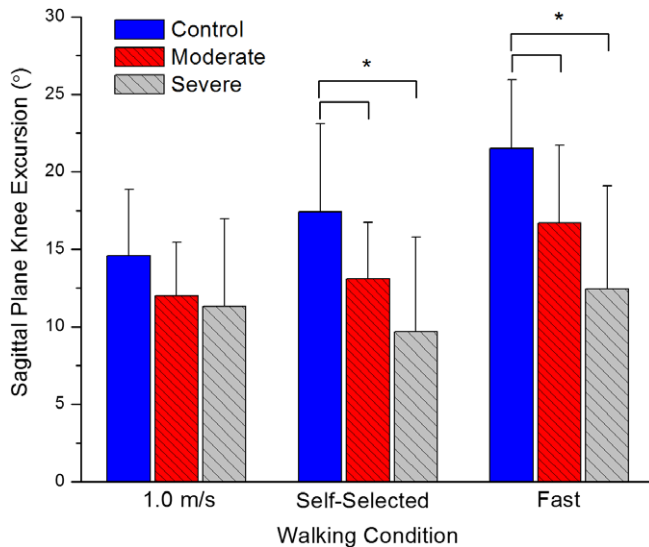 30
25
20
15
10
5
0
Sagittal Plane Knee Excursion (°)
Control
Moderate
Severe
*
*
1.0 m/s
Self-Selected
Fast
Walking Condition